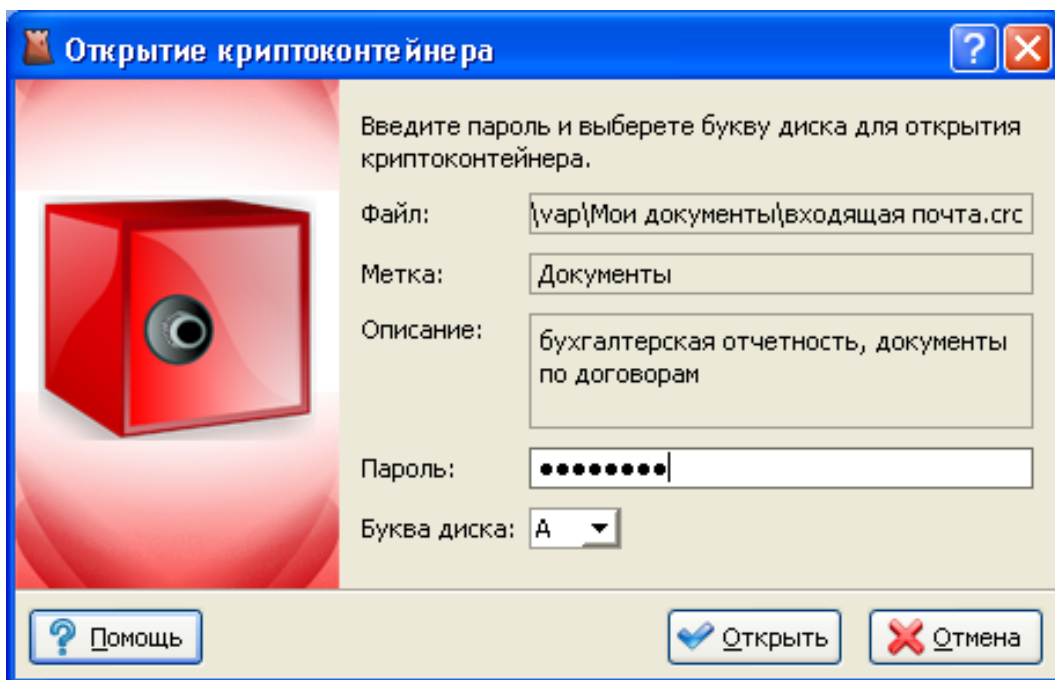 Открытие криптоконтейнера
Введите пароль и выберете букву диска для открытия
криптоконтейнера.
Файл: \vap\Мои документы\входящая почта.crc
Метка: Документы
Описание: бухгалтерская отчетность, документы
по договорам
Пароль: ●●●●●●●●
Буква диска: A
Помощь Открыть Отмена